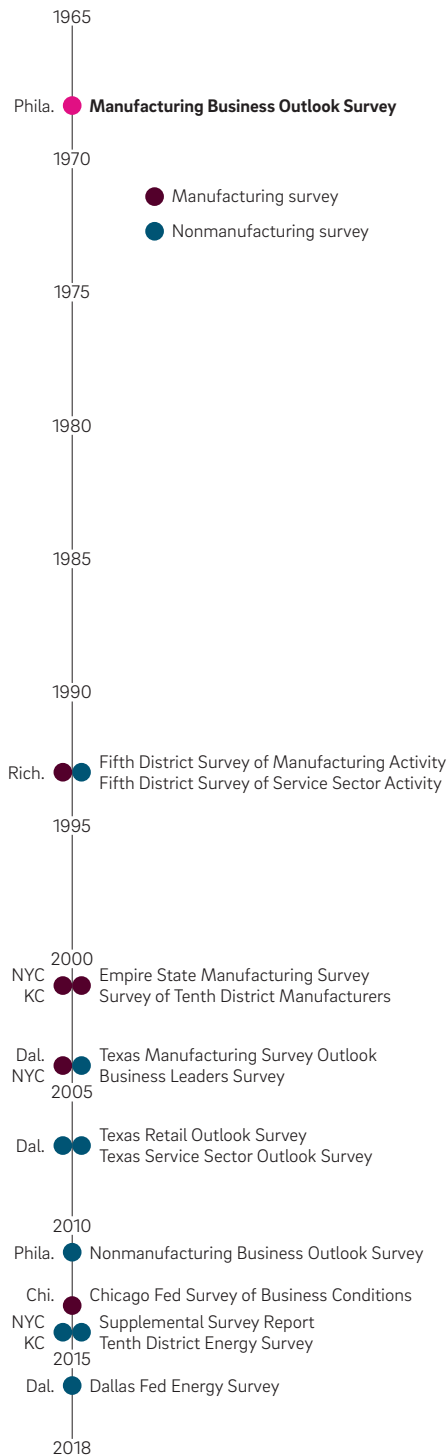 1965
Phila. Manufacturing Business Outlook Survey
1970
Manufacturing survey
Nonmanufacturing survey
1975
1980
1985
1990
Rich.
Fifth District Survey of Manufacturing Activity
Fifth District Survey of Service Sector Activity
1995
2000
NYC Empire State Manufacturing Survey
KC Survey of Tenth District Manufacturers
Dal. Texas Manufacturing Survey Outlook
NYC Business Leaders Survey
2005
Dal.
Texas Retail Outlook Survey
Texas Service Sector Outlook Survey
2010
Phila. Nonmanufacturing Business Outlook Survey
Chi. Chicago Fed Survey of Business Conditions
NYC Supplemental Survey Report
KC Tenth District Energy Survey
2015
Dal. Dallas Fed Energy Survey
2018